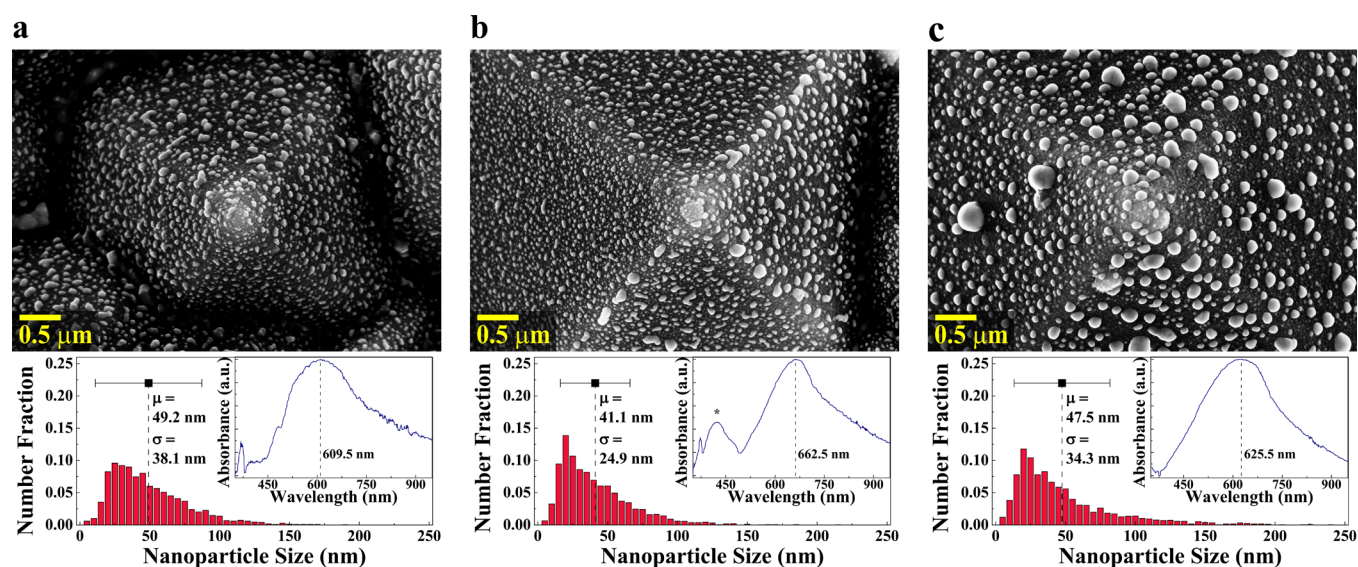 a
b
c
0.5 μm
0.5 μm
0.5 μm
Number Fraction
0.25
0.20
0.15
0.10
0.05
0.00
μ =
49.2 nm
σ =
38.1 nm
Absorbance (a.u.)
609.5 nm
450 600 750 900
Wavelength (nm)
0 50 100 150 200 250
Nanoparticle Size (nm)
Number Fraction
0.25
0.20
0.15
0.10
0.05
0.00
μ =
41.1 nm
σ =
24.9 nm
Absorbance (a.u.)
*
662.5 nm
450 600 750 900
Wavelength (nm)
0 50 100 150 200 250
Nanoparticle Size (nm)
Number Fraction
0.25
0.20
0.15
0.10
0.05
0.00
μ =
47.5 nm
σ =
34.3 nm
Absorbance (a.u.)
625.5 nm
450 600 750 900
Wavelength (nm)
0 50 100 150 200 250
Nanoparticle Size (nm)